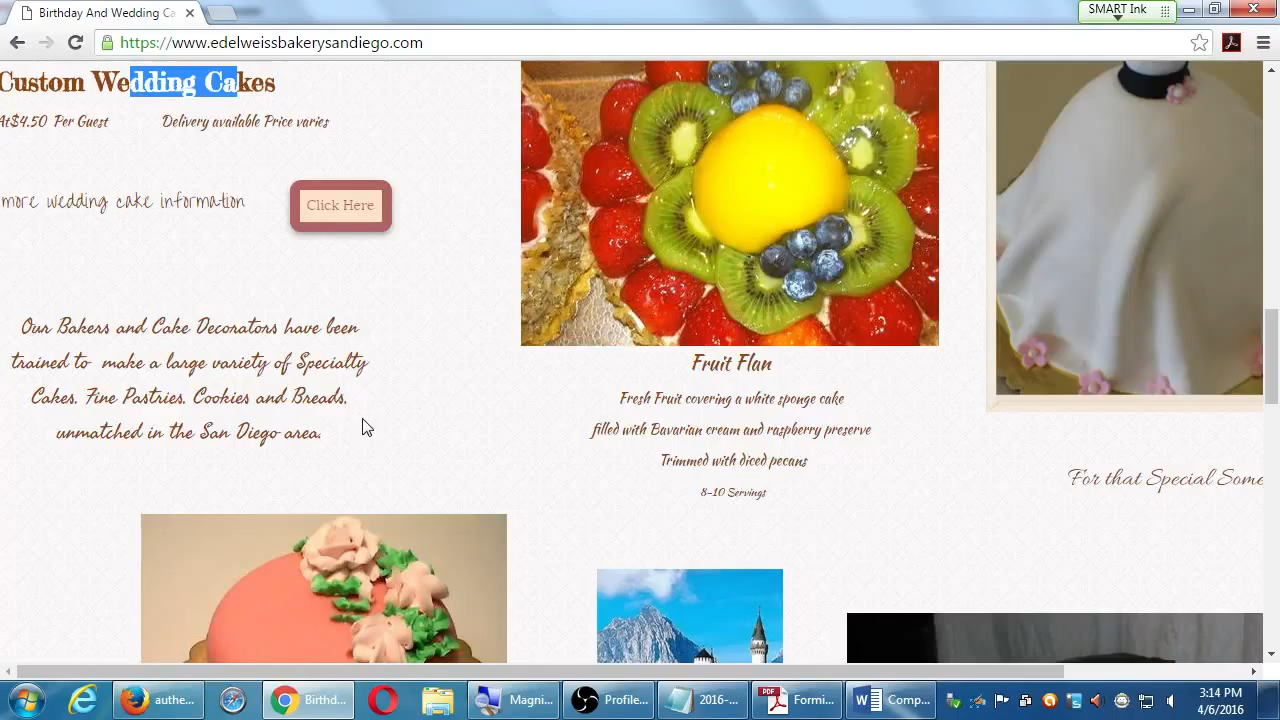 Birthday And Wedding Ca
SMART Ink
https://www.edelweissbakerysandiego.com
Custom Wedding Cakes
At$4.50 Per Guest
Delivery available Price varies
more wedding cake information
Click Here
Our Bakers and Cake Decorators have been
trained to make a large variety of Specialty
Cakes, Fine Pastries, Cookies and Breads,
unmatched in the San Diego area.
Fruit Flan
Fresh Fruit covering a white sponge cake
filled with Bavarian cream and raspberry preserve
Trimmed with diced pecans
8-10 Servings
For that Special Some
authe...
Birthd...
Magni...
Profile...
2016-...
PDF
Formi...
Comp...
3:14 PM
4/6/2016